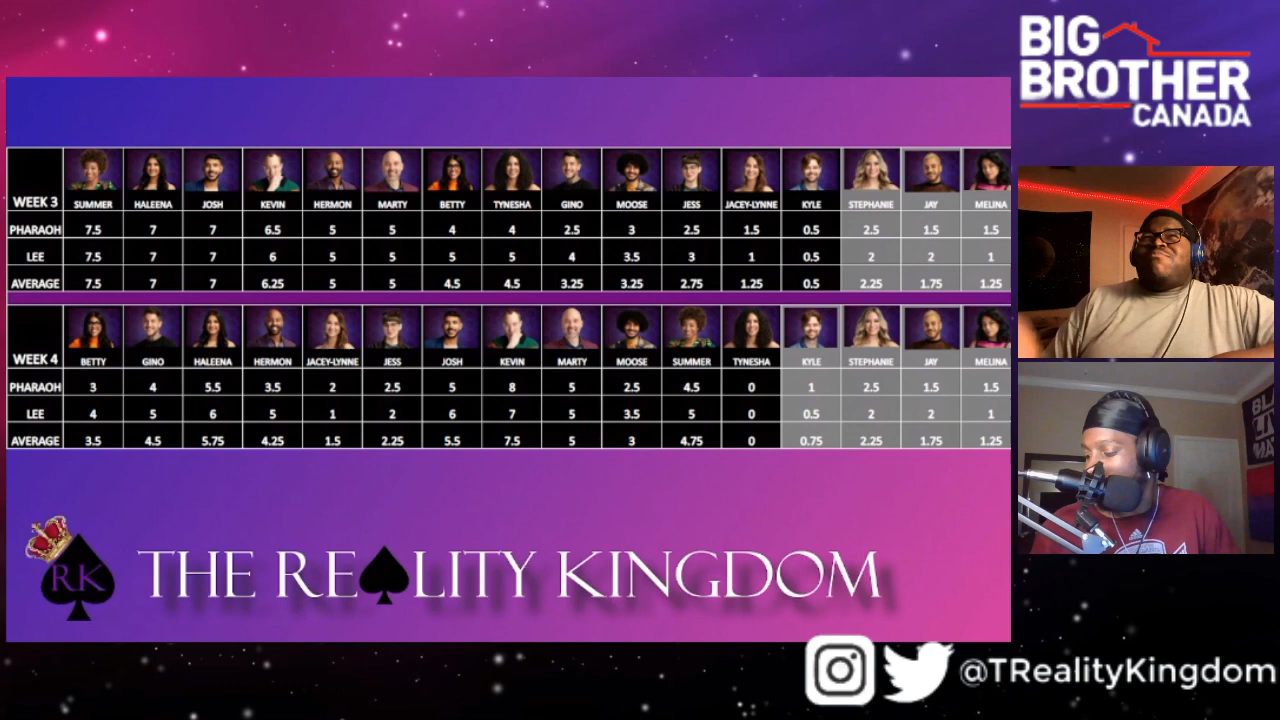 BIG
BROTHER
CANADA
WEEK 3 SUMMER HALEENA JOSH KEVIN HERMON MARTY BETTY TYNESHA GINO MOOSE JESS JACEY-LYNNE KYLE STEPHANIE JAY MELINA
PHARAOH 7.5 7 7 6.5 5 5 4 4 2.5 3 2.5 1.5 0.5 2.5 1.5 1.5
LEE 7.5 7 7 6 5 5 5 5 4 3.5 3 1 0.5 2 2 1
AVERAGE 7.5 7 7 6.25 5 5 4.5 4.5 3.25 3.25 2.75 1.25 0.5 2.25 1.75 1.25
WEEK 4 BETTY GINO HALEENA HERMON JACEY-LYNNE JESS JOSH KEVIN MARTY MOOSE SUMMER TYNESHA KYLE STEPHANIE JAY MELINA
PHARAOH 3 4 5.5 3.5 2 2.5 5 8 5 2.5 4.5 0 1 2.5 1.5 1.5
LEE 4 5 6 5 1 2 6 7 5 3.5 5 0 0.5 2 2 1
AVERAGE 3.5 4.5 5.75 4.25 1.5 2.25 5.5 7.5 5 3 4.75 0 0.75 2.25 1.75 1.25
RK
THE RE♠LITY KINGDOM
@TRealityKingdom